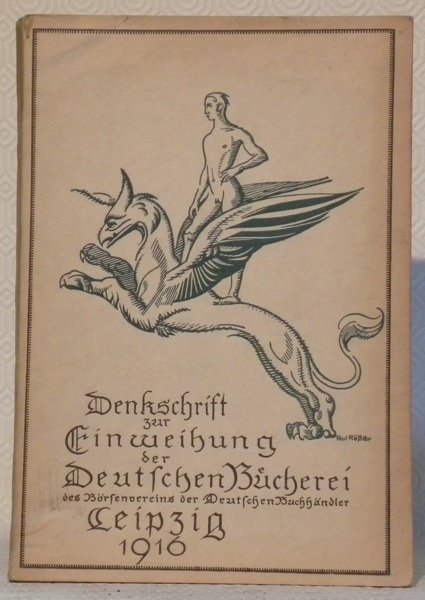 Denkschrift
zur
Einweihung
der
Deutschen Bücherei
des Börsenvereins der Deutschen Buchhändler
Leipzig
1916